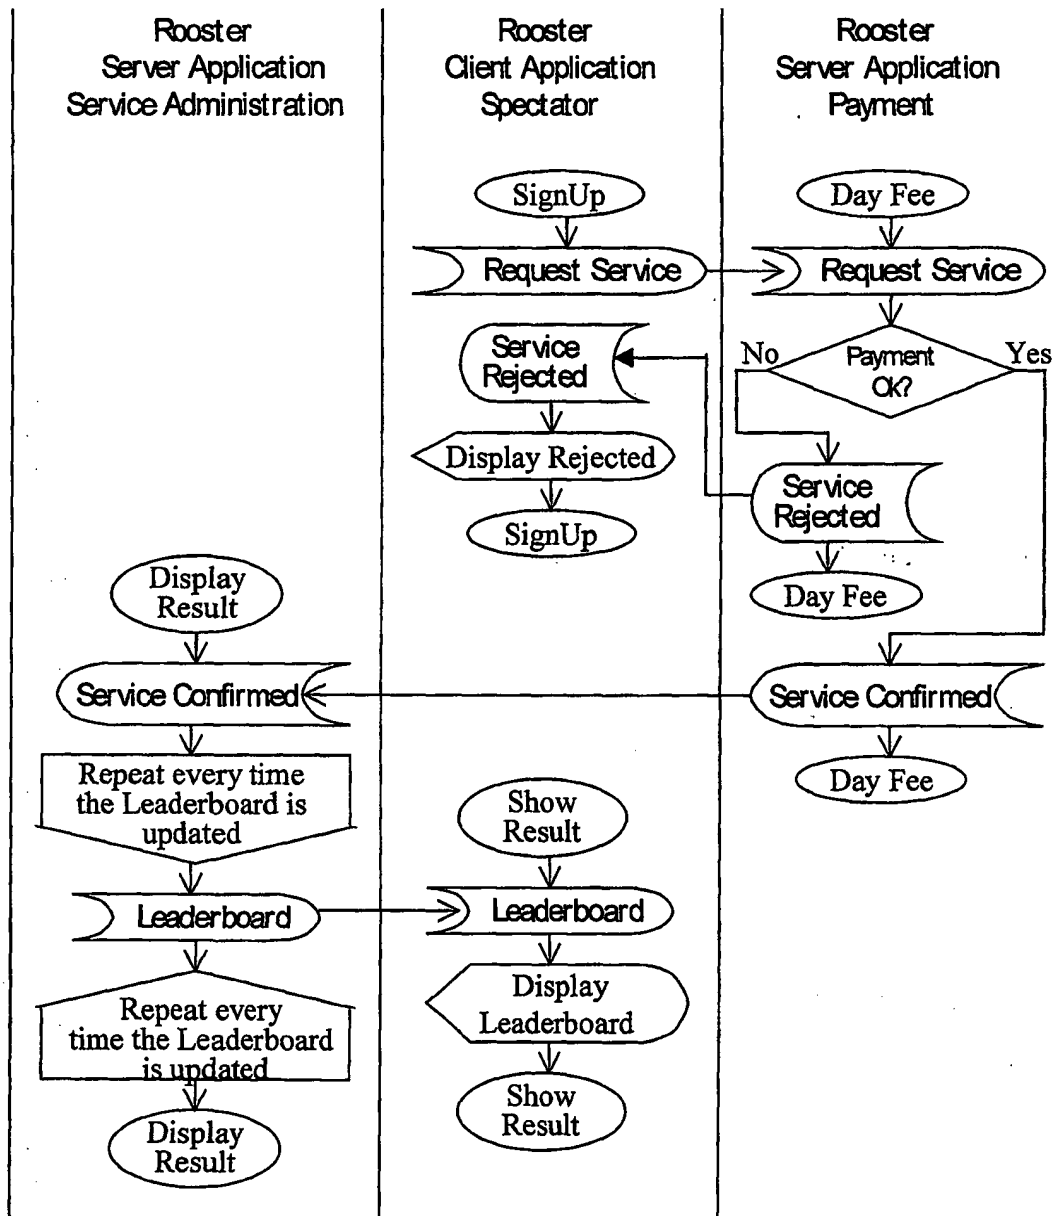 Rooster
Server Application
Service Administration
Rooster
Client Application
Spectator
Rooster
Server Application
Payment
SignUp
Day Fee
Request Service
Request Service
Service
Rejected
No
Payment
Ok?
Yes
Display Rejected
Service
Rejected
SignUp
Display
Result
Day Fee
Service Confirmed
Service Confirmed
Repeat every time
the Leaderboard is
updated
Day Fee
Show
Result
Leaderboard
Leaderboard
Display
Leaderboard
Repeat every
time the Leaderboard
is updated
Show
Result
Display
Result